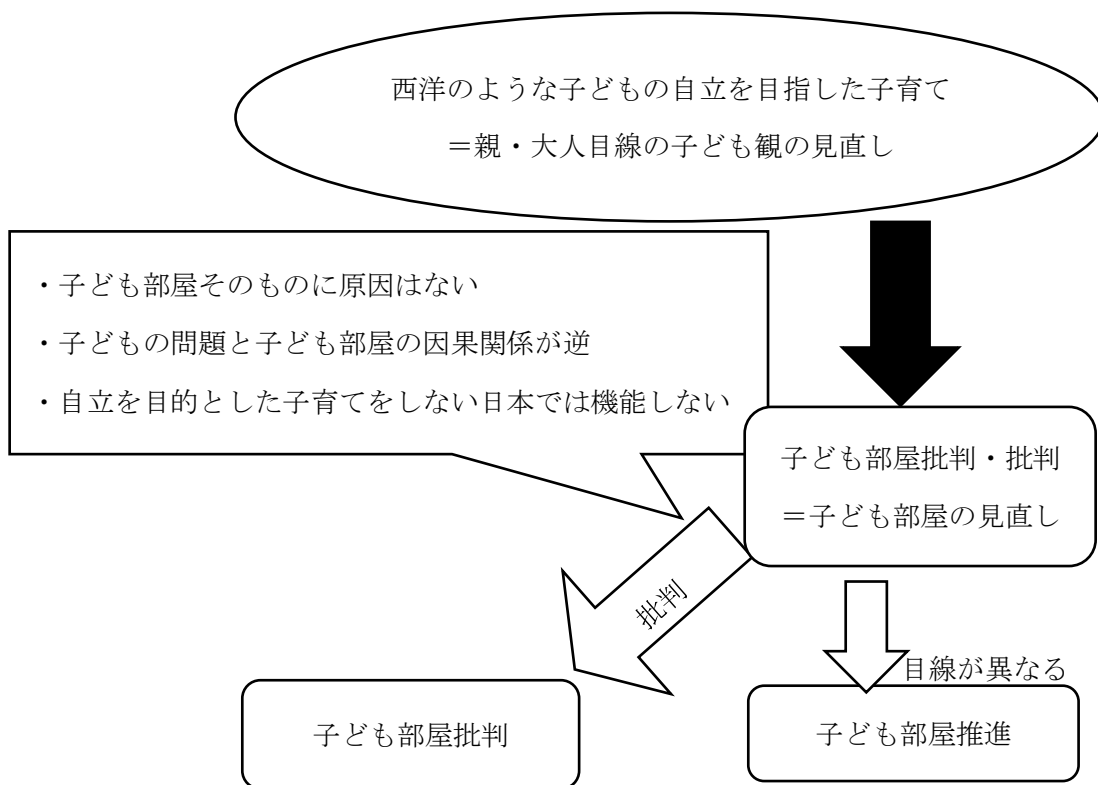 西洋のような子どもの自立を目指した子育て
＝親・大人目線の子ども観の見直し
・子ども部屋そのものに原因はない
・子どもの問題と子ども部屋の因果関係が逆
・自立を目的とした子育てをしない日本では機能しない
子ども部屋批判・批判
＝子ども部屋の見直し
批判
目線が異なる
子ども部屋批判
子ども部屋推進